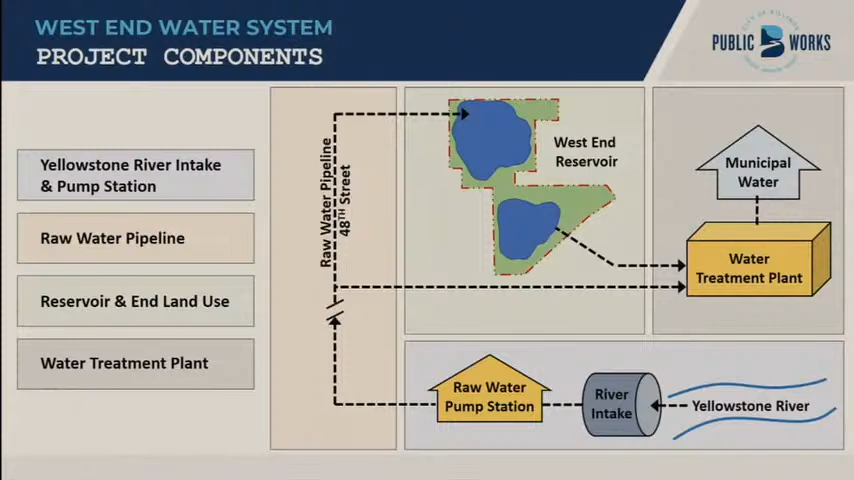 WEST END WATER SYSTEM
PROJECT COMPONENTS
PUBLIC WORKS
Yellowstone River Intake
& Pump Station
Raw Water Pipeline
Reservoir & End Land Use
Water Treatment Plant
Raw Water Pipeline
48TH Street
West End
Reservoir
Municipal
Water
Water
Treatment Plant
Raw Water
Pump Station
River
Intake
Yellowstone River